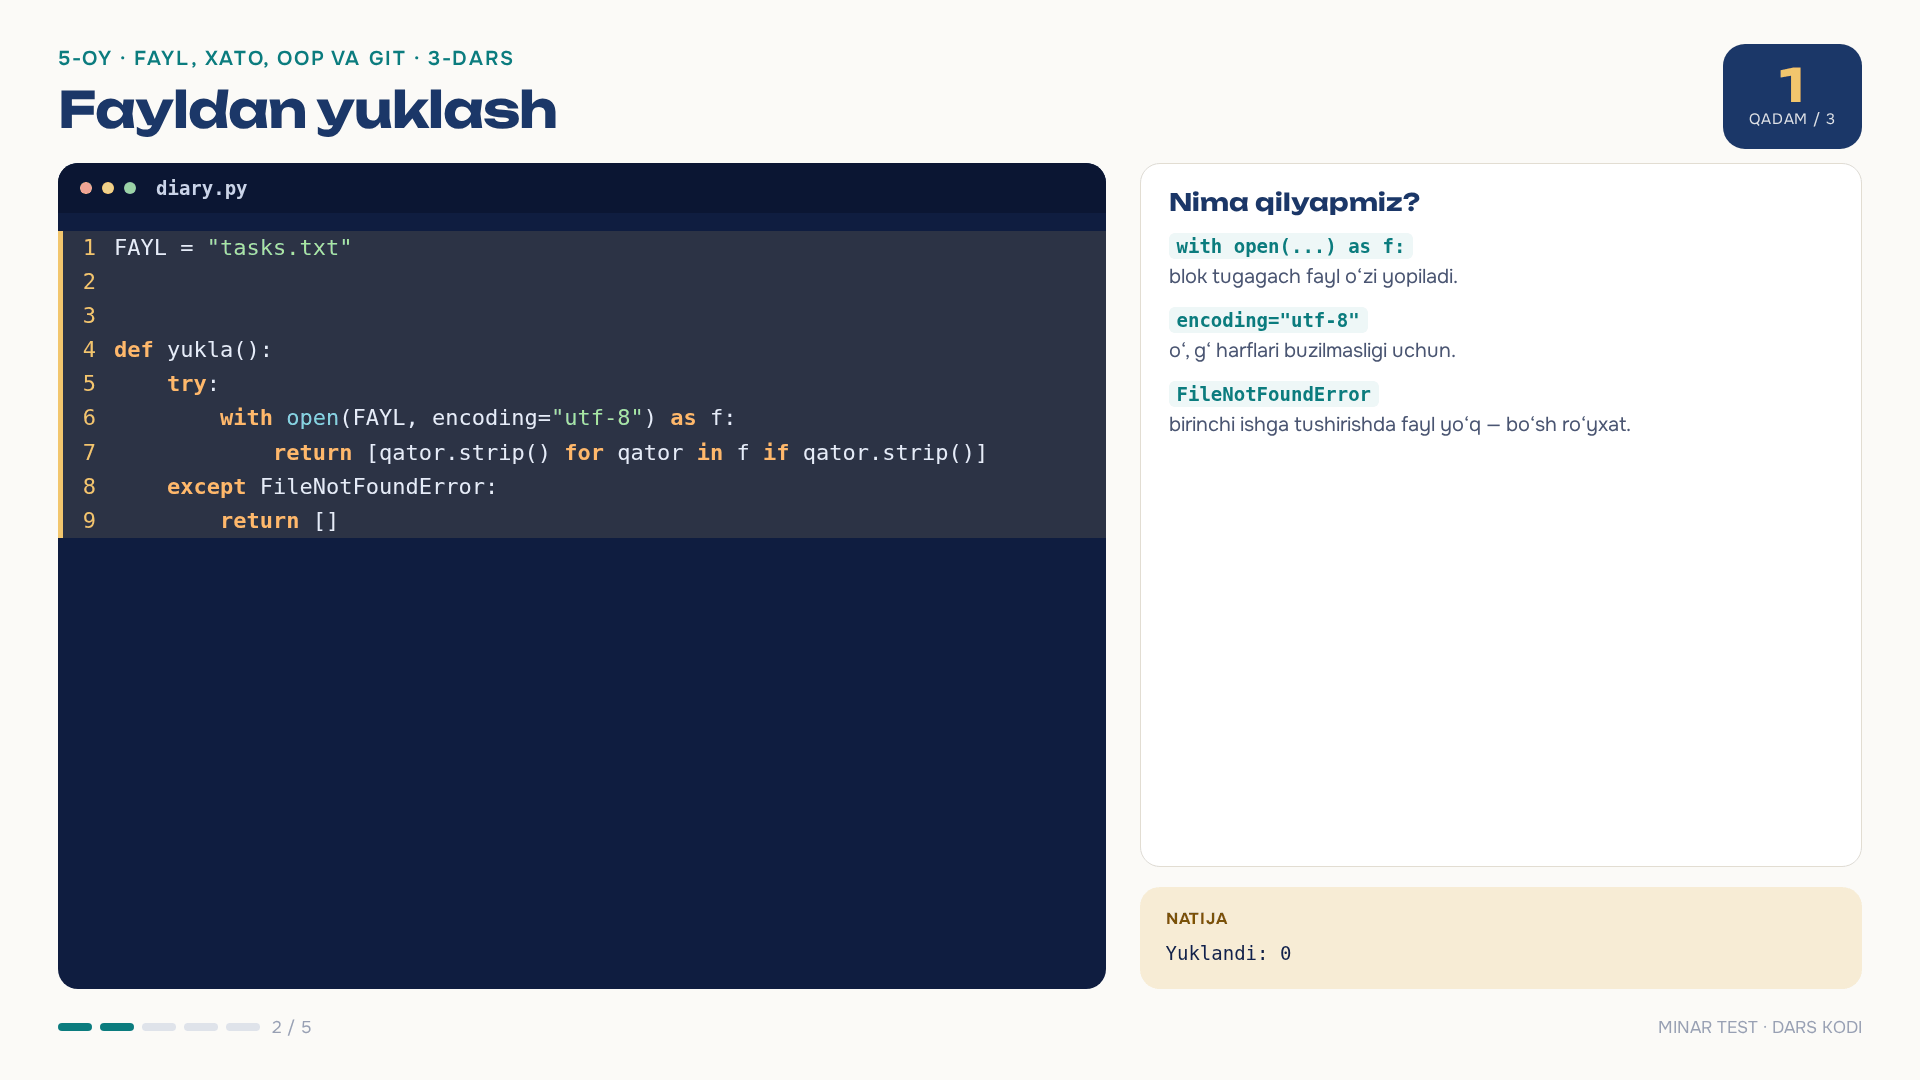 5-OY · FAYL, XATO, OOP VA GIT · 3-DARS
Fayldan yuklash
1
QADAM / 3
diary.py
1 FAYL = "tasks.txt"
2
3
4 def yukla():
5     try:
6         with open(FAYL, encoding="utf-8") as f:
7             return [qator.strip() for qator in f if qator.strip()]
8     except FileNotFoundError:
9         return []
Nima qilyapmiz?
with open(...) as f:
blok tugagach fayl o‘zi yopiladi.
encoding="utf-8"
o‘, g‘ harflari buzilmasligi uchun.
FileNotFoundError
birinchi ishga tushirishda fayl yo‘q — bo‘sh ro‘yxat.
NATIJA
Yuklandi: 0
2 / 5
MINAR TEST · DARS KODI